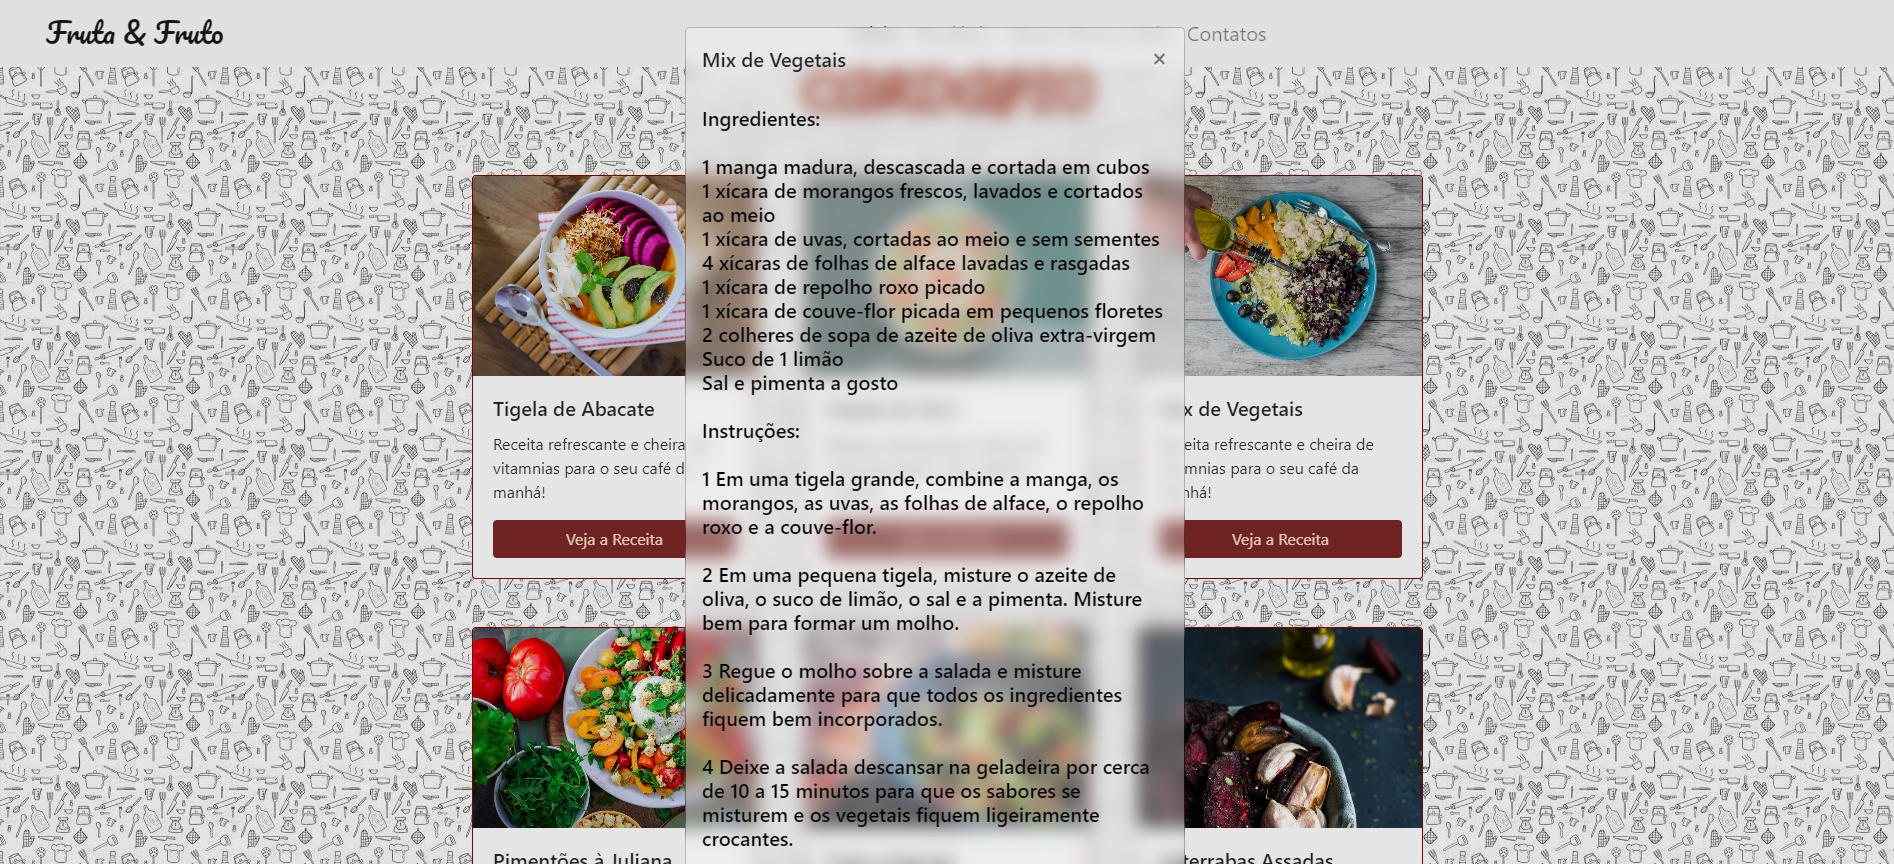 Fruta & Fruto
Contatos
Mix de Vegetais
×
Ingredientes:
1 manga madura, descascada e cortada em cubos
1 xícara de morangos frescos, lavados e cortados
ao meio
1 xícara de uvas, cortadas ao meio e sem sementes
4 xícaras de folhas de alface lavadas e rasgadas
1 xícara de repolho roxo picado
1 xícara de couve-flor picada em pequenos floretes
2 colheres de sopa de azeite de oliva extra-virgem
Suco de 1 limão
Sal e pimenta a gosto
Instruções:
1 Em uma tigela grande, combine a manga, os
morangos, as uvas, as folhas de alface, o repolho
roxo e a couve-flor.
2 Em uma pequena tigela, misture o azeite de
oliva, o suco de limão, o sal e a pimenta. Misture
bem para formar um molho.
3 Regue o molho sobre a salada e misture
delicadamente para que todos os ingredientes
fiquem bem incorporados.
4 Deixe a salada descansar na geladeira por cerca
de 10 a 15 minutos para que os sabores se
misturem e os vegetais fiquem ligeiramente
crocantes.
Tigela de Abacate
Receita refrescante e cheira
vitamnias para o seu café d
manhá!
Veja a Receita
x de Vegetais
eita refrescante e cheira de
mnias para o seu café da
nhá!
Veja a Receita
Pimentões à Juliana
terrabas Assadas